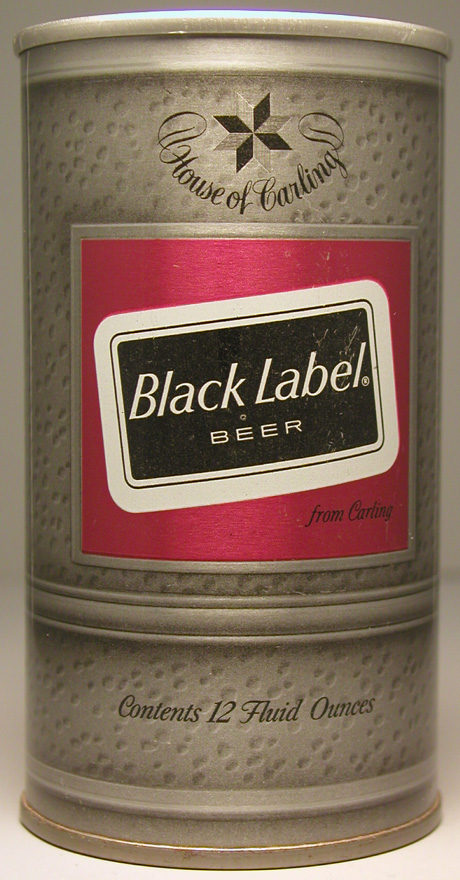 House of Carling
Black Label®
BEER
from Carling
Contents 12 Fluid Ounces